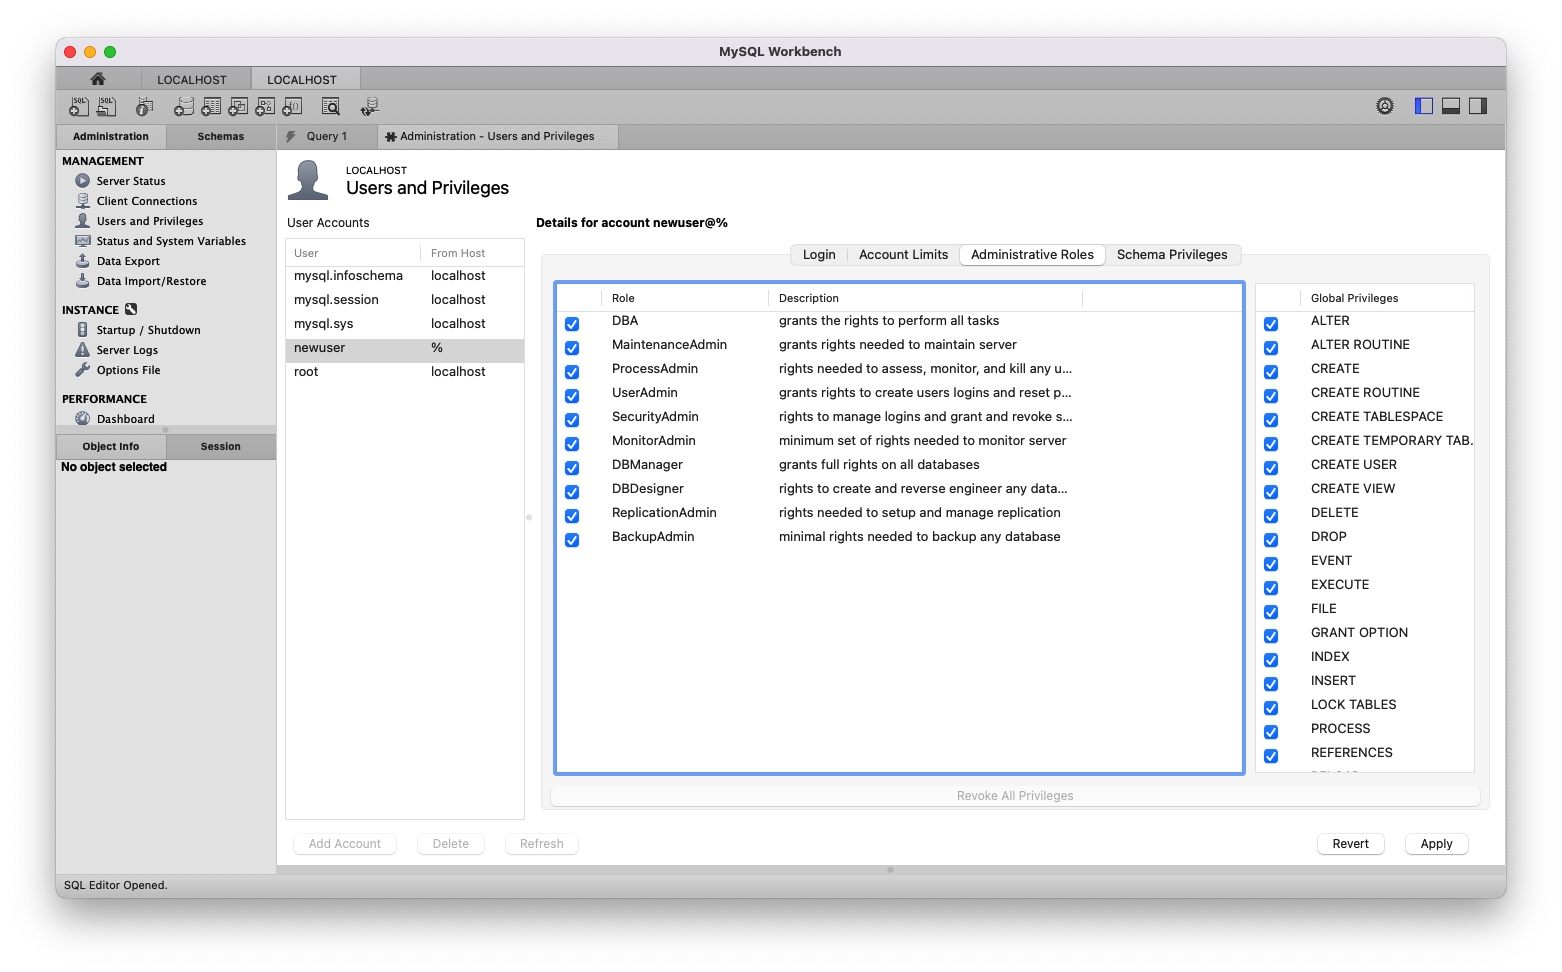 MySQL Workbench
LOCALHOST LOCALHOST
Administration Schemas
Query 1 Administration - Users and Privileges
MANAGEMENT
Server Status
Client Connections
Users and Privileges
Status and System Variables
Data Export
Data Import/Restore
INSTANCE
Startup / Shutdown
Server Logs
Options File
PERFORMANCE
Dashboard
Object Info Session
No object selected
LOCALHOST
Users and Privileges
User Accounts
User From Host
mysql.infoschema localhost
mysql.session localhost
mysql.sys localhost
newuser %
root localhost
Add Account Delete Refresh
Details for account newuser@%
Login Account Limits Administrative Roles Schema Privileges
Role Description
DBA grants the rights to perform all tasks
MaintenanceAdmin grants rights needed to maintain server
ProcessAdmin rights needed to assess, monitor, and kill any u...
UserAdmin grants rights to create users logins and reset p...
SecurityAdmin rights to manage logins and grant and revoke s...
MonitorAdmin minimum set of rights needed to monitor server
DBManager grants full rights on all databases
DBDesigner rights to create and reverse engineer any data...
ReplicationAdmin rights needed to setup and manage replication
BackupAdmin minimal rights needed to backup any database
Global Privileges
ALTER
ALTER ROUTINE
CREATE
CREATE ROUTINE
CREATE TABLESPACE
CREATE TEMPORARY TAB.
CREATE USER
CREATE VIEW
DELETE
DROP
EVENT
EXECUTE
FILE
GRANT OPTION
INDEX
INSERT
LOCK TABLES
PROCESS
REFERENCES
Revoke All Privileges
Revert Apply
SQL Editor Opened.